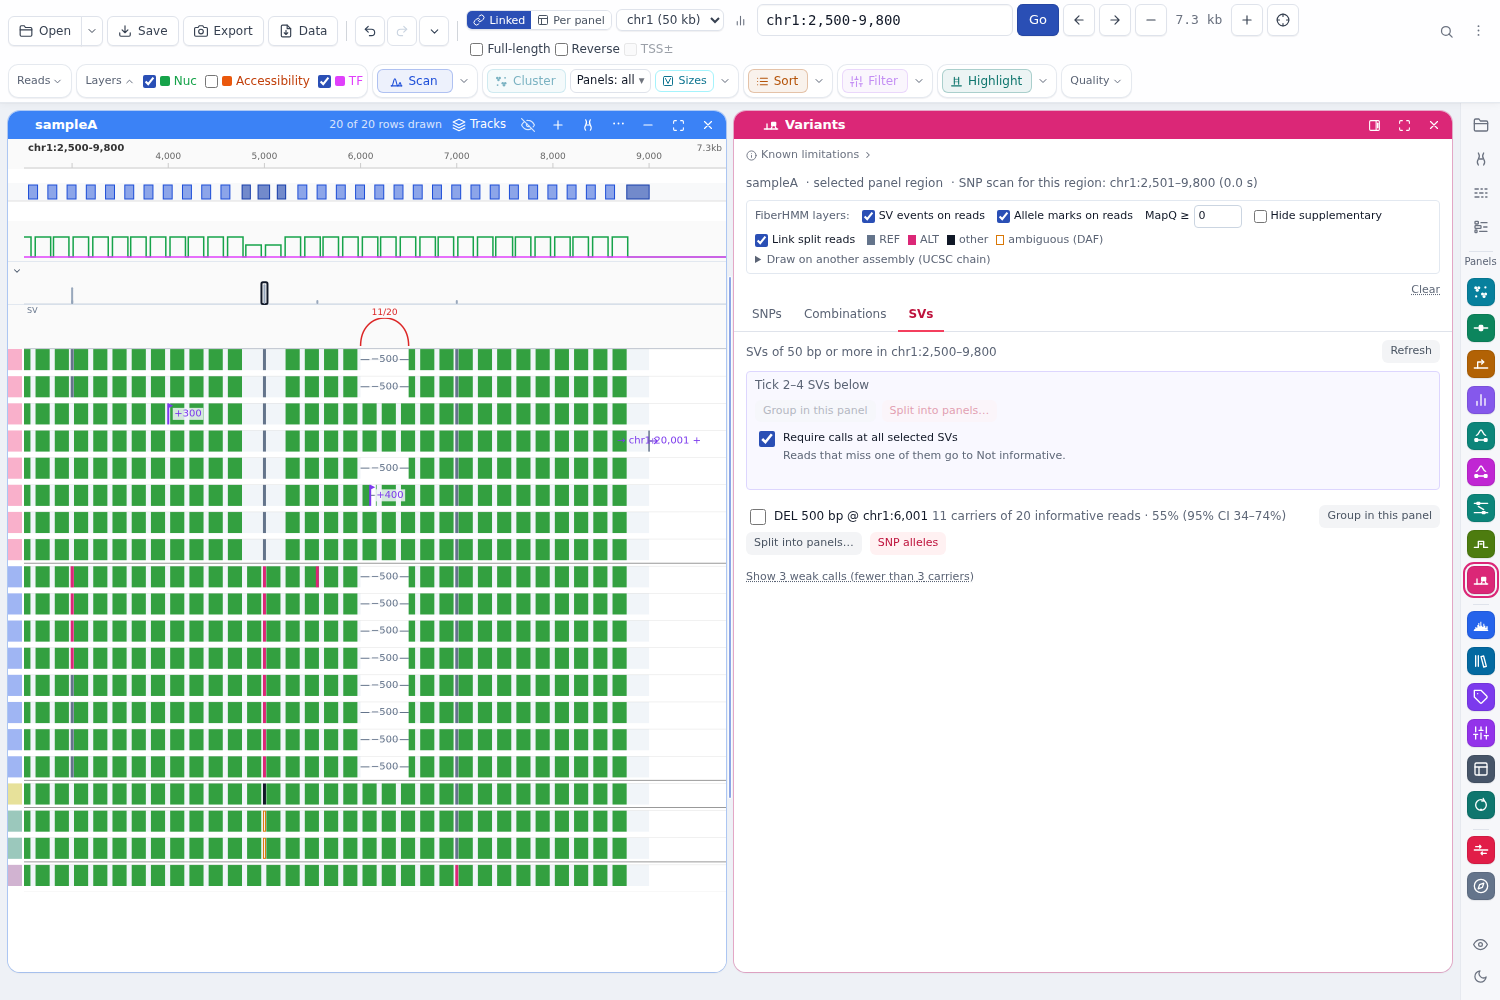 Open
Save
Export
Data
Linked
Per panel
chr1 (50 kb)
chr1:2,500-9,800
Go
7.3 kb
Full-length
Reverse
TSS±
Reads
Layers
Nuc
Accessibility
TF
Scan
Cluster
Panels: all
Sizes
Sort
Filter
Highlight
Quality
sampleA
20 of 20 rows drawn
Tracks
chr1:2,500-9,800
7.3kb
4,000
5,000
6,000
7,000
8,000
9,000
SV
11/20
−500
−500
+300
→ chr1:20,001 +
−500
+400
−500
−500
−500
−500
−500
−500
−500
−500
Variants
Known limitations
sampleA · selected panel region · SNP scan for this region: chr1:2,501–9,800 (0.0 s)
FiberHMM layers:
SV events on reads
Allele marks on reads
MapQ ≥
0
Hide supplementary
Link split reads
REF
ALT
other
ambiguous (DAF)
Draw on another assembly (UCSC chain)
Clear
SNPs
Combinations
SVs
SVs of 50 bp or more in chr1:2,500–9,800
Refresh
Tick 2–4 SVs below
Group in this panel
Split into panels…
Require calls at all selected SVs
Reads that miss one of them go to Not informative.
DEL 500 bp @ chr1:6,001 11 carriers of 20 informative reads · 55% (95% CI 34–74%)
Group in this panel
Split into panels…
SNP alleles
Show 3 weak calls (fewer than 3 carriers)
Panels